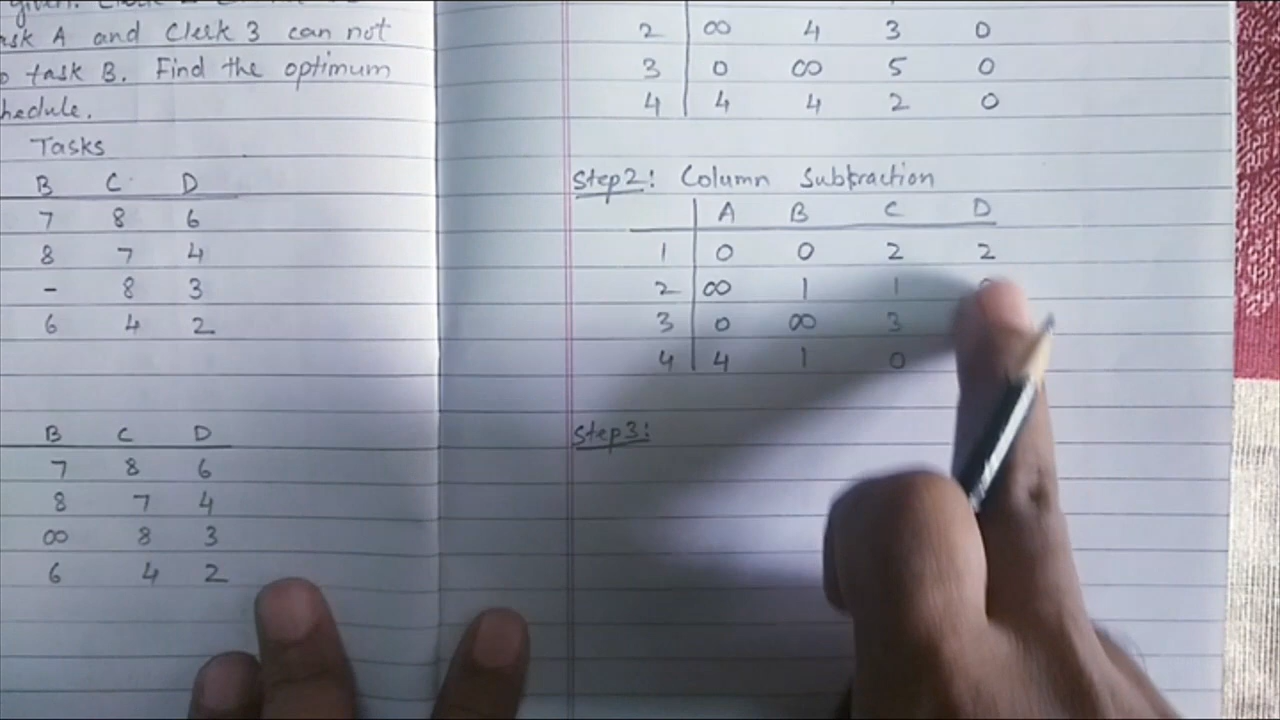 ask A and Clerk 3 can not
task B. Find the optimum
hedule.
Tasks
B C D
7 8 6
8 7 4
- 8 3
6 4 2
B C D
7 8 6
8 7 4
∞ 8 3
6 4 2
2 ∞ 4 3 0
3 0 ∞ 5 0
4 4 4 2 0
Step2: Column Subtraction
A B C D
1 0 0 2 2
2 ∞ 1 1
3 0 ∞ 3
4 4 1 0
Step3: